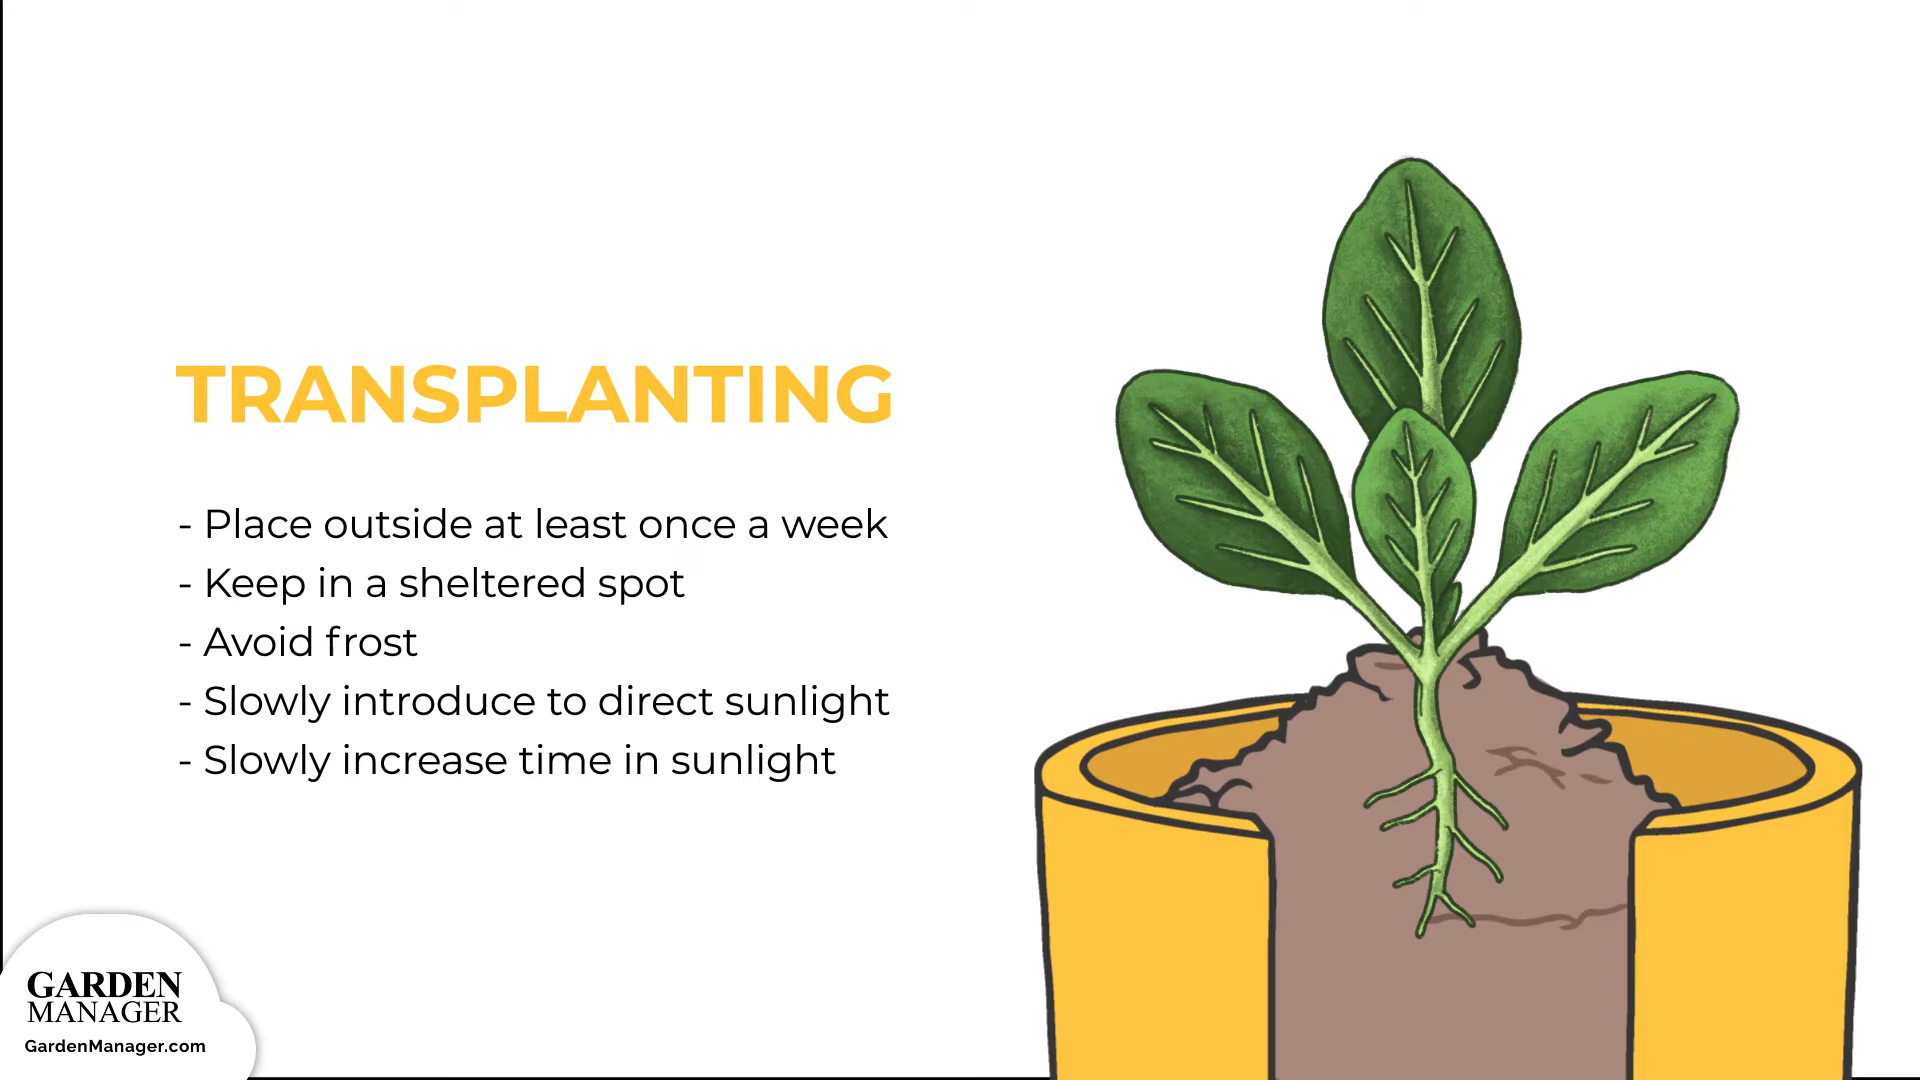 TRANSPLANTING
- Place outside at least once a week
- Keep in a sheltered spot
- Avoid frost
- Slowly introduce to direct sunlight
- Slowly increase time in sunlight
GARDEN
MANAGER
GardenManager.com